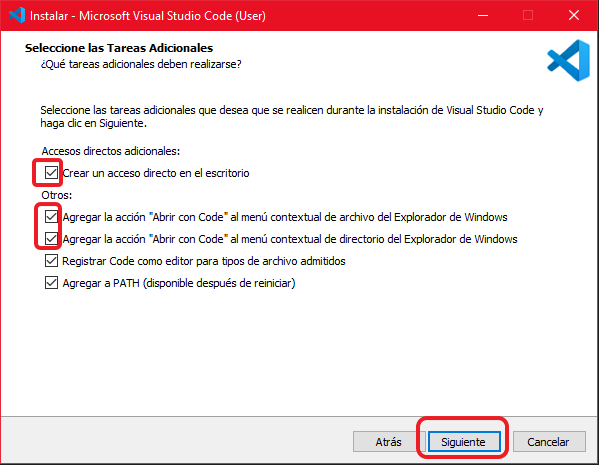 Instalar - Microsoft Visual Studio Code (User)
Seleccione las Tareas Adicionales
¿Qué tareas adicionales deben realizarse?
Seleccione las tareas adicionales que desea que se realicen durante la instalación de Visual Studio Code y
haga clic en Siguiente.
Accesos directos adicionales:
Crear un acceso directo en el escritorio
Otros:
Agregar la acción "Abrir con Code" al menú contextual de archivo del Explorador de Windows
Agregar la acción "Abrir con Code" al menú contextual de directorio del Explorador de Windows
Registrar Code como editor para tipos de archivo admitidos
Agregar a PATH (disponible después de reiniciar)
Atrás Siguiente Cancelar